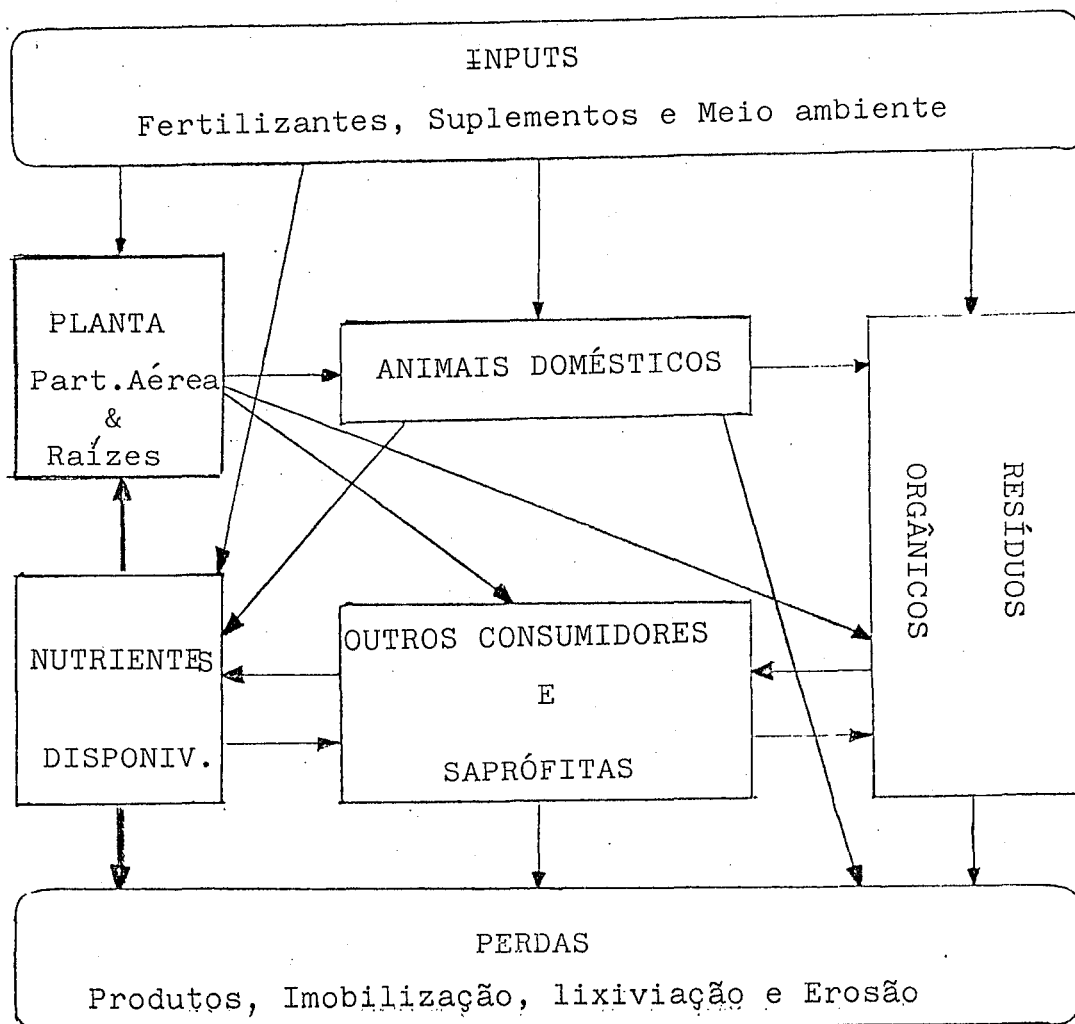 INPUTS
Fertilizantes, Suplementos e Meio ambiente
PLANTA
Part.Aérea
&
Raízes
ANIMAIS DOMÉSTICOS
RESÍDUOS
ORGÂNICOS
NUTRIENTES
DISPONIV.
OUTROS CONSUMIDORES
E
SAPRÓFITAS
PERDAS
Produtos, Imobilização, lixiviação e Erosão